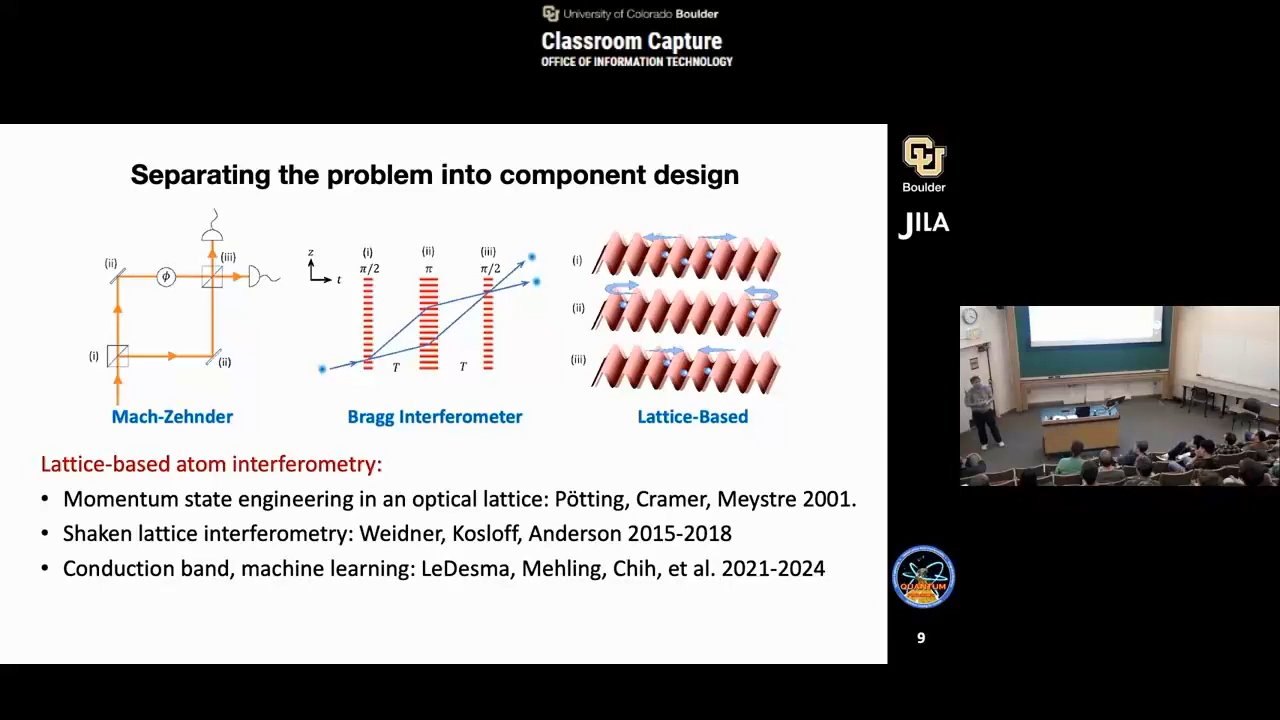 University of Colorado Boulder
Classroom Capture
OFFICE OF INFORMATION TECHNOLOGY
Separating the problem into component design
Boulder
JILA
(i)
(ii)
ϕ
(iii)
(ii)
Mach-Zehnder
z
t
(i)
π/2
(ii)
π
(iii)
π/2
T
T
Bragg Interferometer
(i)
(ii)
(iii)
Lattice-Based
Lattice-based atom interferometry:
• Momentum state engineering in an optical lattice: Pötting, Cramer, Meystre 2001.
• Shaken lattice interferometry: Weidner, Kosloff, Anderson 2015-2018
• Conduction band, machine learning: LeDesma, Mehling, Chih, et al. 2021-2024
QUANTUM
9